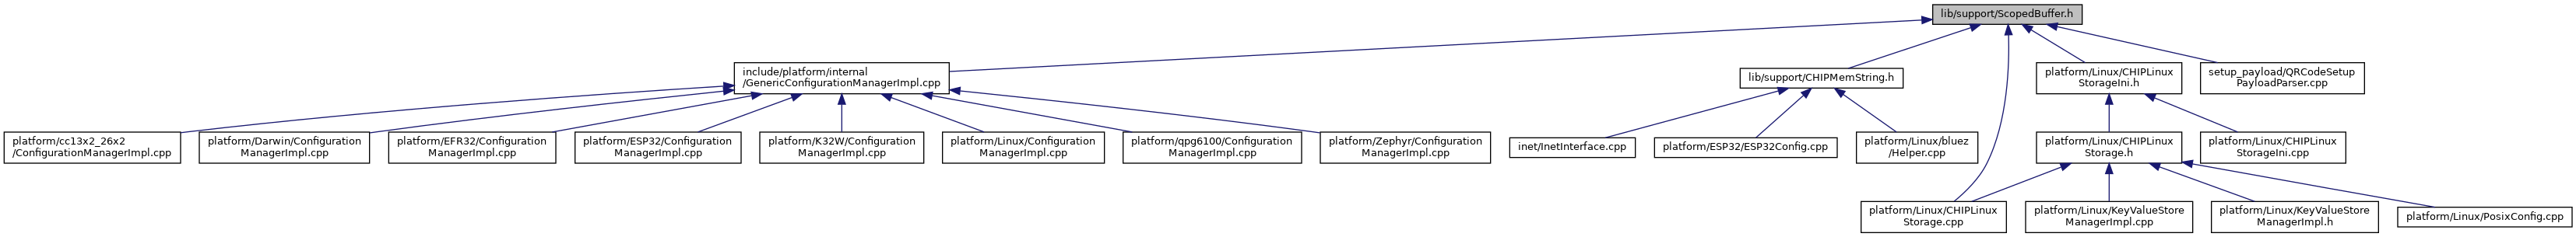 lib/support/ScopedBuffer.h
include/platform/internal
/GenericConfigurationManagerImpl.cpp
lib/support/CHIPMemString.h
platform/Linux/CHIPLinux
StorageIni.h
setup_payload/QRCodeSetup
PayloadParser.cpp
platform/cc13x2_26x2
/ConfigurationManagerImpl.cpp
platform/Darwin/Configuration
ManagerImpl.cpp
platform/EFR32/Configuration
ManagerImpl.cpp
platform/ESP32/Configuration
ManagerImpl.cpp
platform/K32W/Configuration
ManagerImpl.cpp
platform/Linux/Configuration
ManagerImpl.cpp
platform/qpg6100/Configuration
ManagerImpl.cpp
platform/Zephyr/Configuration
ManagerImpl.cpp
inet/InetInterface.cpp
platform/ESP32/ESP32Config.cpp
platform/Linux/bluez
/Helper.cpp
platform/Linux/CHIPLinux
Storage.h
platform/Linux/CHIPLinux
StorageIni.cpp
platform/Linux/CHIPLinux
Storage.cpp
platform/Linux/KeyValueStore
ManagerImpl.cpp
platform/Linux/KeyValueStore
ManagerImpl.h
platform/Linux/PosixConfig.cpp